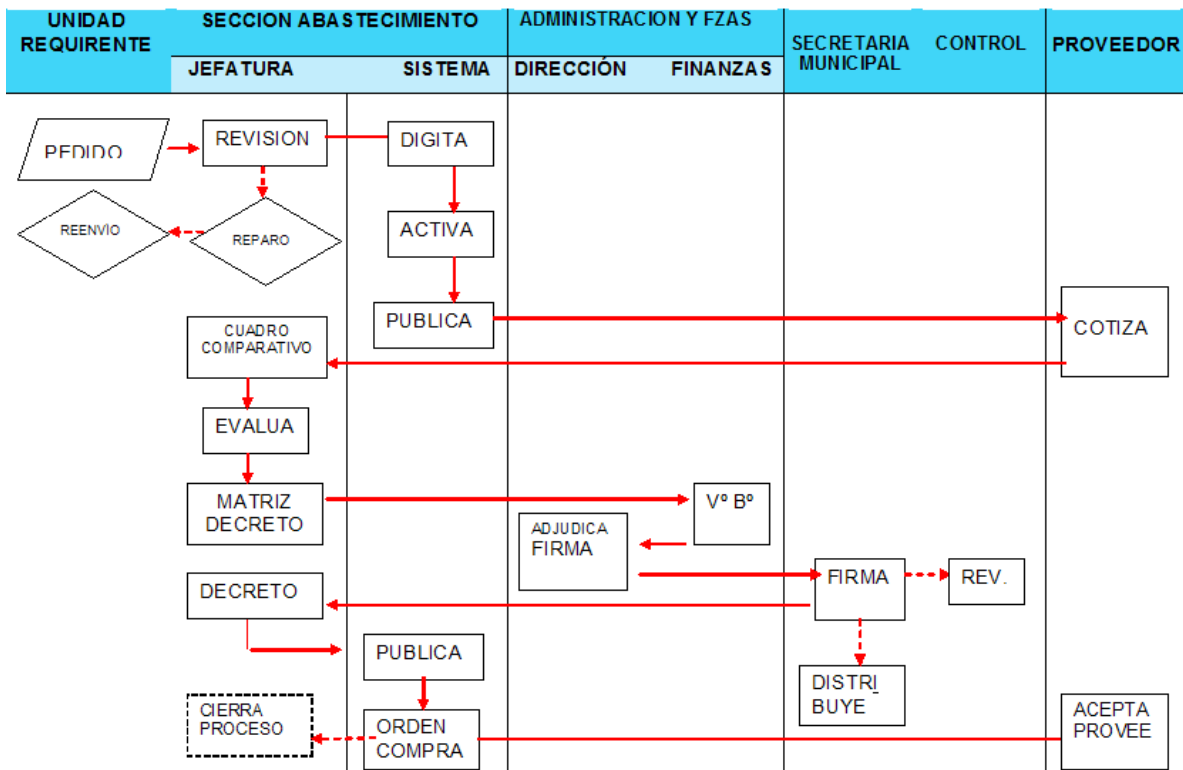 UNIDAD
REQUIRENTE
SECCION ABASTECIMIENTO
ADMINISTRACION Y FZAS
SECRETARIA
MUNICIPAL
CONTROL
PROVEEDOR
JEFATURA
SISTEMA
DIRECCIÓN
FINANZAS
PEDIDO
REVISION
DIGITA
REENVÍO
REPARO
ACTIVA
PUBLICA
COTIZA
CUADRO
COMPARATIVO
EVALUA
MATRIZ
DECRETO
Vº Bº
ADJUDICA
FIRMA
FIRMA
REV.
DECRETO
PUBLICA
DISTRI
BUYE
CIERRA
PROCESO
ORDEN
COMPRA
ACEPTA
PROVEE